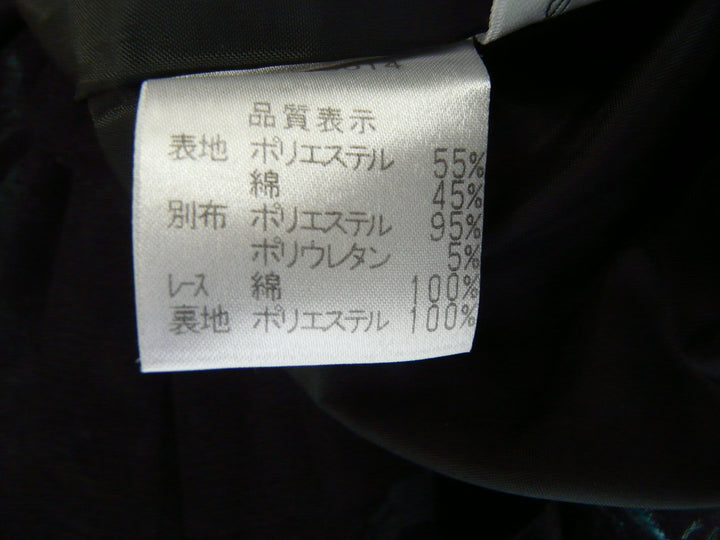 品質表示
表地 ポリエステル 55%
綿 45%
別布 ポリエステル 95%
ポリウレタン 5%
レース 綿 100%
裏地 ポリエステル 100%